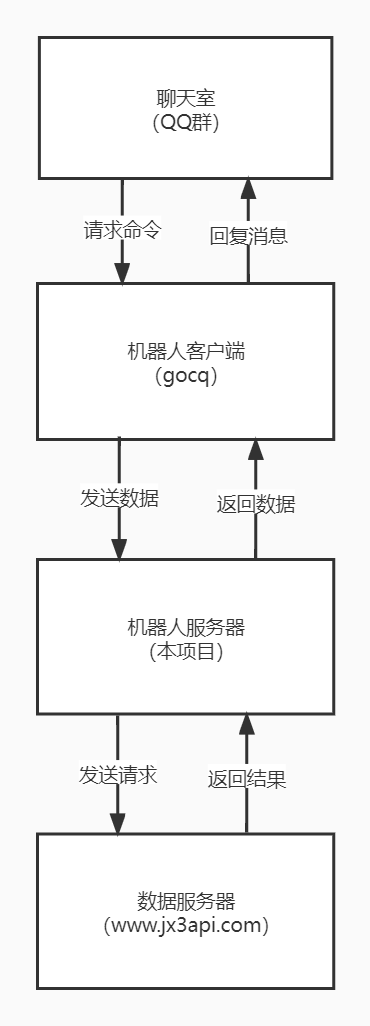 聊天室
（QQ群）
请求命令
回复消息
机器人客户端
（gocq）
发送数据
返回数据
机器人服务器
（本项目）
发送请求
返回结果
数据服务器
（www.jx3api.com）